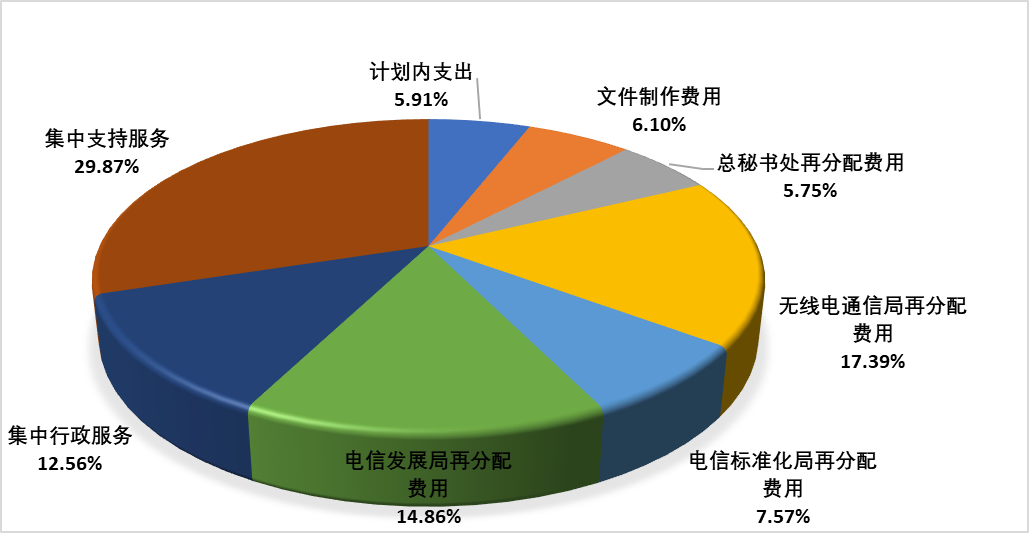 计划内支出
5.91%
文件制作费用
6.10%
总秘书处再分配费用
5.75%
无线电通信局再分配
费用
17.39%
电信标准化局再分配
费用
7.57%
电信发展局再分配
费用
14.86%
集中行政服务
12.56%
集中支持服务
29.87%